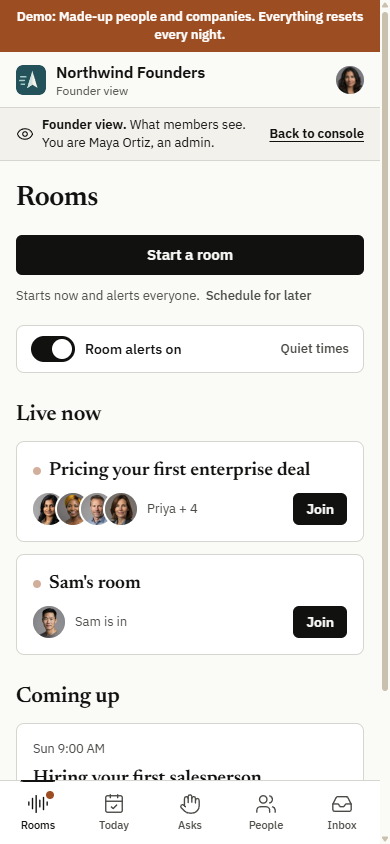 Demo: Made-up people and companies. Everything resets
every night.
Northwind Founders
Founder view
Founder view. What members see.
You are Maya Ortiz, an admin.
Back to console
Rooms
Start a room
Starts now and alerts everyone. Schedule for later
Room alerts on
Quiet times
Live now
Pricing your first enterprise deal
Priya + 4
Join
Sam's room
Sam is in
Join
Coming up
Sun 9:00 AM
Hiring your first salesperson
Rooms
Today
Asks
People
Inbox